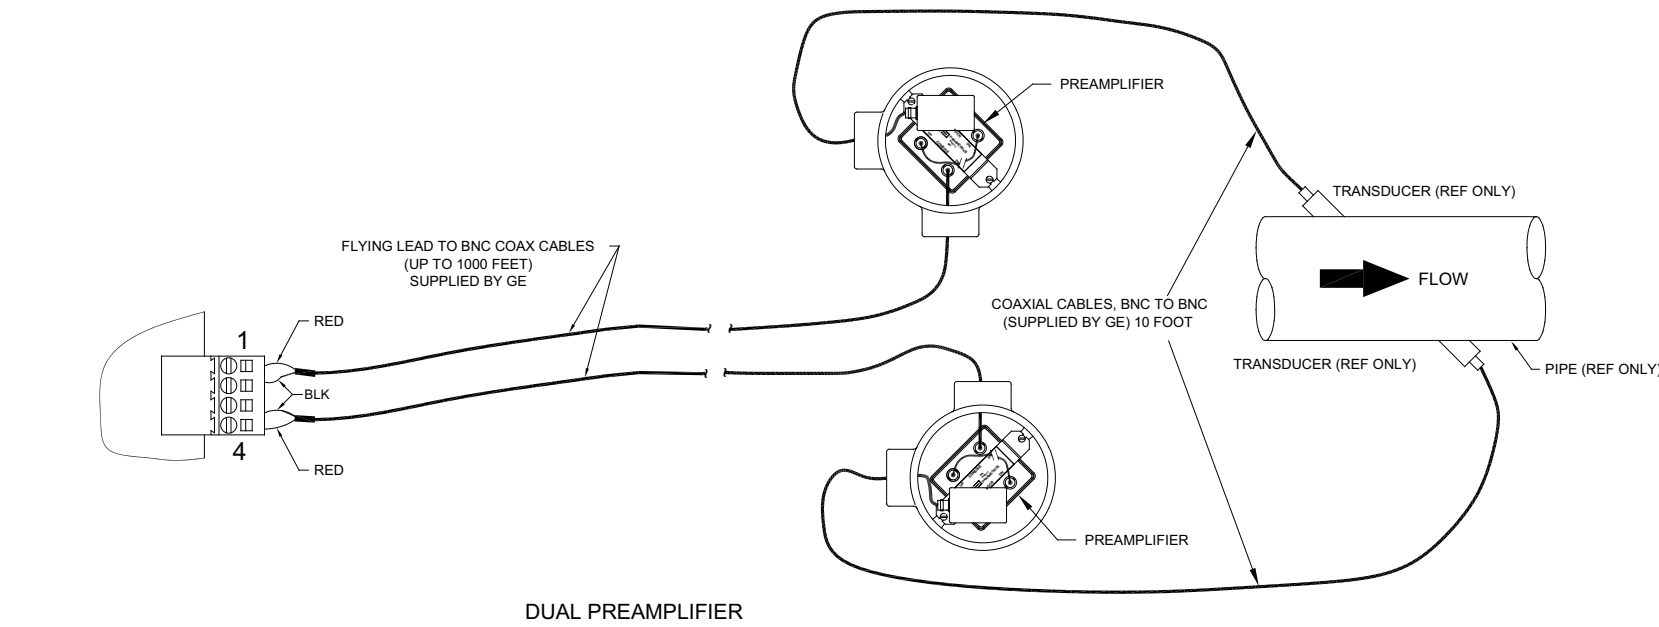 PREAMPLIFIER
TRANSDUCER (REF ONLY)
FLYING LEAD TO BNC COAX CABLES
(UP TO 1000 FEET)
SUPPLIED BY GE
FLOW
COAXIAL CABLES, BNC TO BNC
(SUPPLIED BY GE) 10 FOOT
RED
1
TRANSDUCER (REF ONLY)
PIPE (REF ONLY)
BLK
4
RED
PREAMPLIFIER
DUAL PREAMPLIFIER